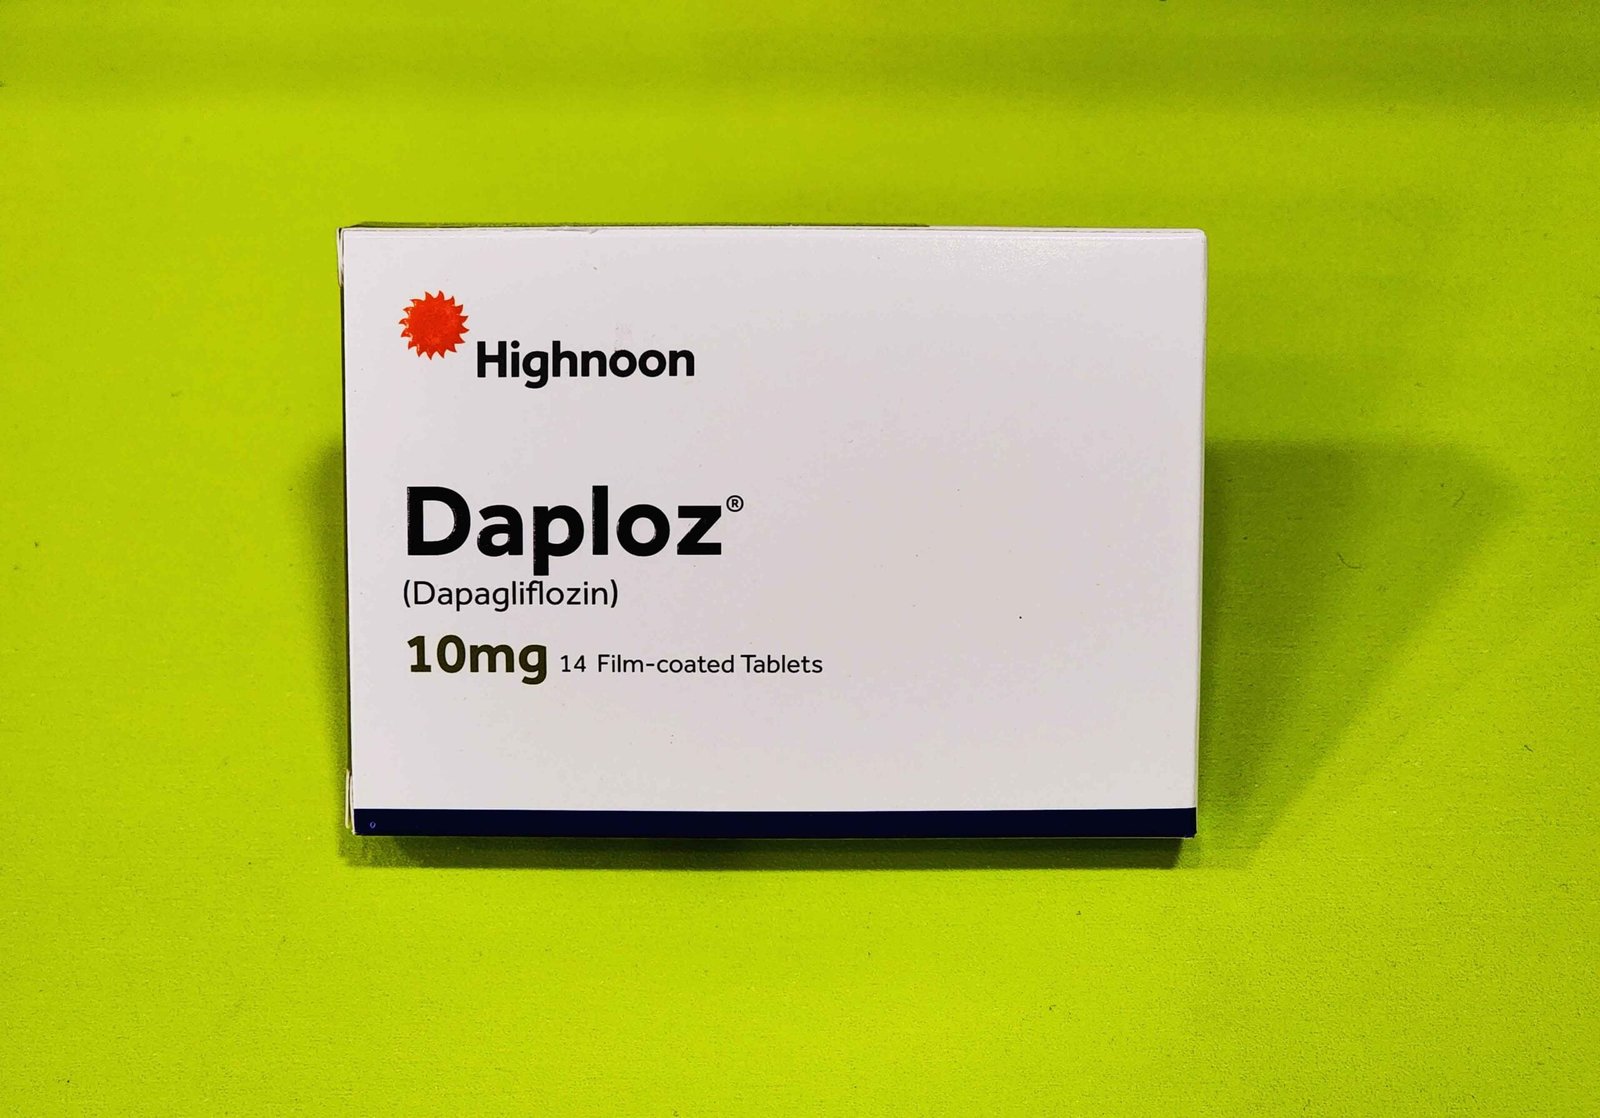 Highnoon
Daploz®
(Dapagliflozin)
10mg 14 Film-coated Tablets